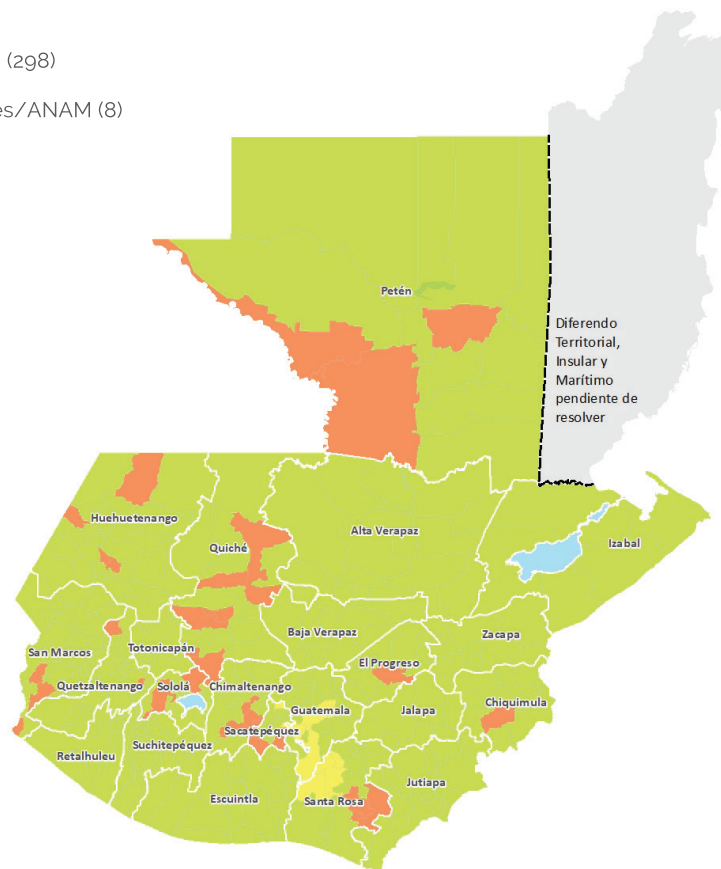 (298)
es/ANAM (8)
Petén
Diferendo
Territorial,
Insular y
Marítimo
pendiente de
resolver
Huehuetenango
Quiché
Alta Verapaz
Izabal
Baja Verapaz
Zacapa
San Marcos
Totonicapán
El Progreso
Quetzaltenango
Sololá
Chimaltenango
Guatemala
Jalapa
Chiquimula
Sacatepéquez
Retalhuleu
Suchitepéquez
Escuintla
Santa Rosa
Jutiapa